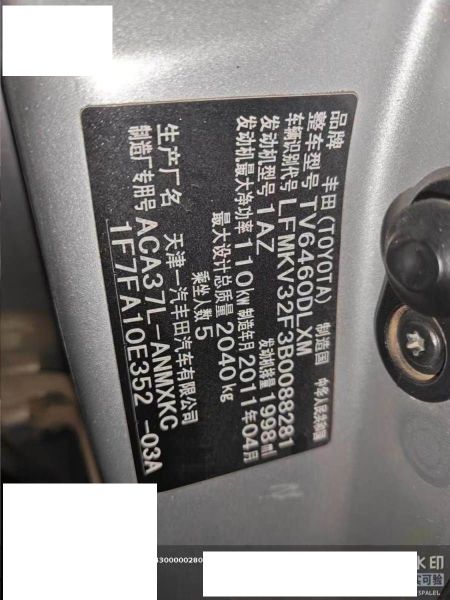 品牌 丰田(TOYOTA) 制造国 中华人民共和国
整车型号 TV6460DLXM
车辆识别代号 LFMKV32F3B0088281
发动机型号 1AZ 发动机排量 1998ml
发动机最大净功率 110kw 制造年月 2011年04月
最大设计总质量 2040kg
乘坐人数 5
生产厂名 天津一汽丰田汽车有限公司
制造厂专用号 ACA37L-ANMXKC
1F7FA10E352 -03A
水印
实可验